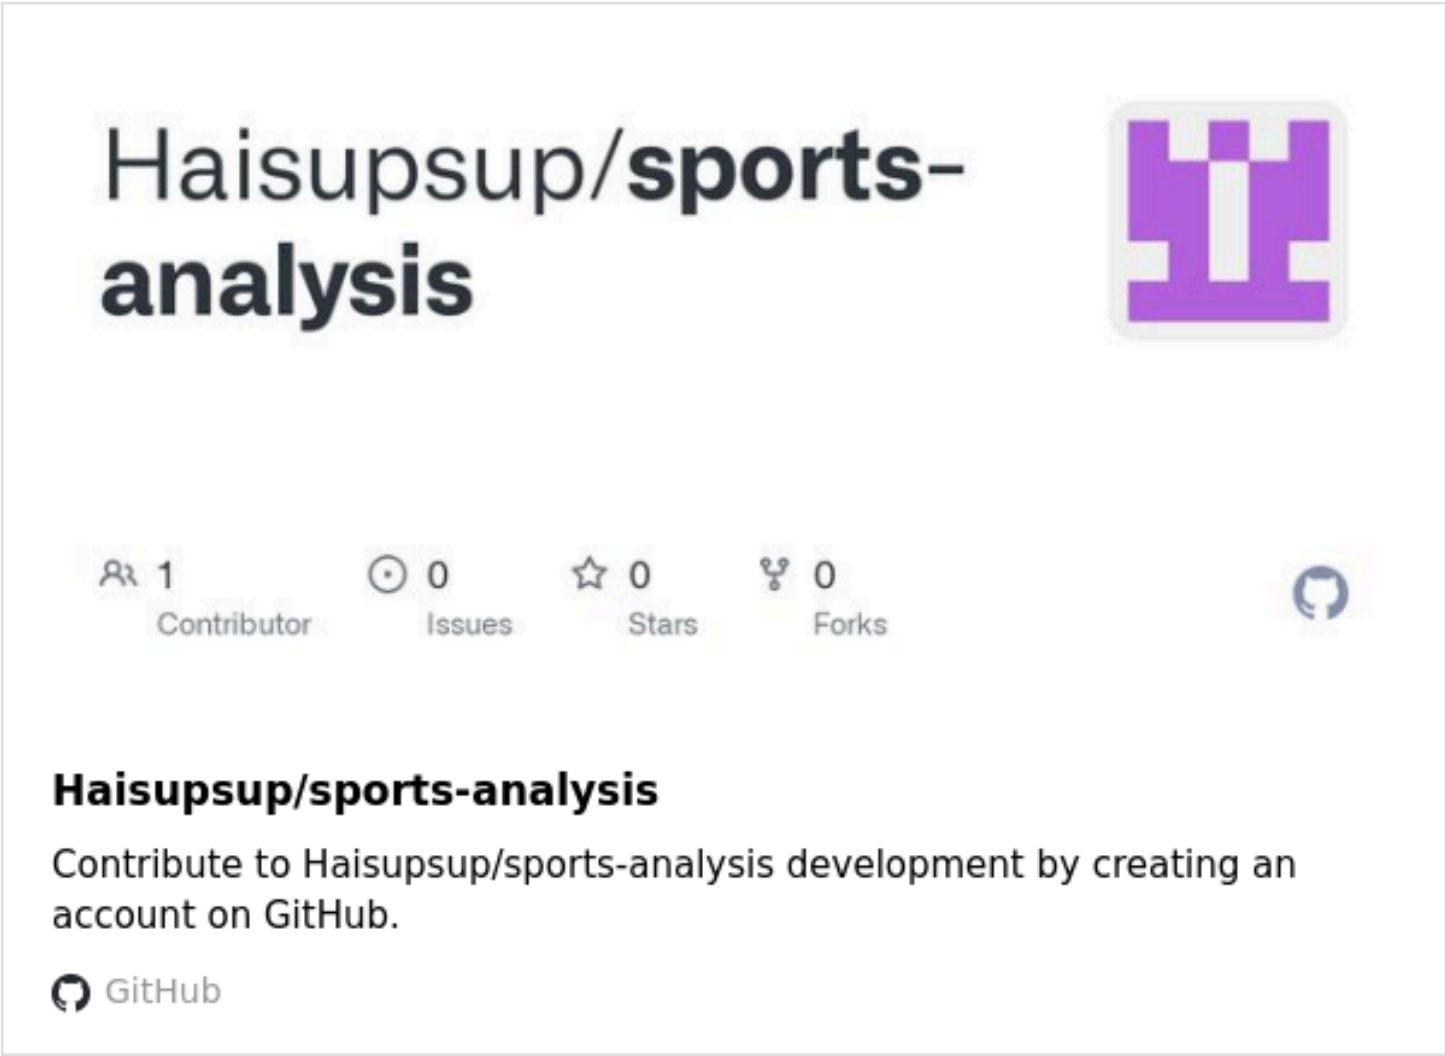 Haisupsup/sports-
analysis
1
Contributor
0
Issues
0
Stars
0
Forks
Haisupsup/sports-analysis
Contribute to Haisupsup/sports-analysis development by creating an
account on GitHub.
GitHub